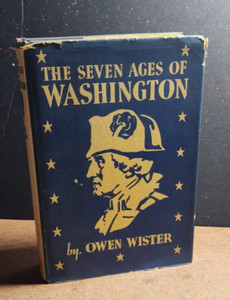 THE SEVEN AGES OF
WASHINGTON
by. OWEN WISTER